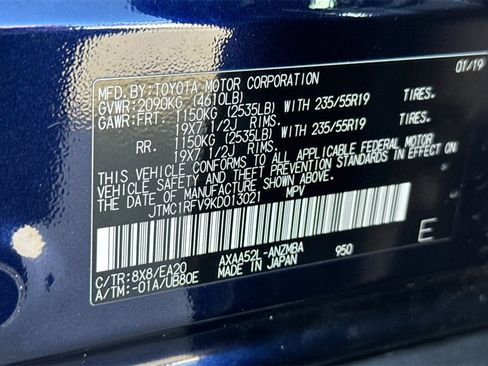 MFD.BY:TOYOTA MOTOR CORPORATION 01/19
GVWR:2090KG (4610LB)
GAWR:FRT. 1150KG (2535LB) WITH 235/55R19 TIRES.
19X7 1/2J RIMS.
RR. 1150KG (2535LB) WITH 235/55R19 TIRES.
19X7 1/2J RIMS.
THIS VEHICLE CONFORMS TO ALL APPLICABLE FEDERAL MOTOR
VEHICLE SAFETY AND THEFT PREVENTION STANDARDS IN EFFECT ON
THE DATE OF MANUFACTURE SHOWN ABOVE.
JTMC1RFV9KD013021 MPV
C/TR:8X8/EA20 AXAA52L-ANZMBA 950 E
A/TM:-01A/UB80E MADE IN JAPAN